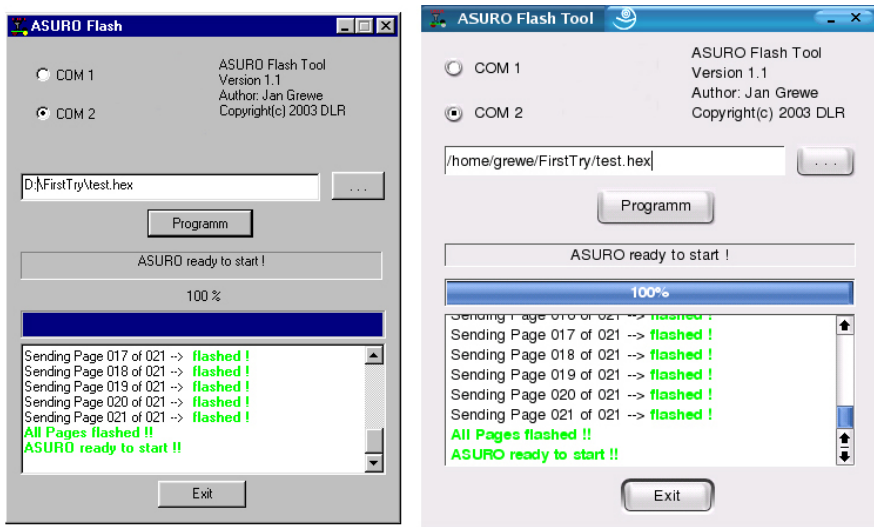 ASURO Flash
COM 1
COM 2
ASURO Flash Tool
Version 1.1
Author: Jan Grewe
Copyright(c) 2003 DLR
D:\FirstTry\test.hex
...
Programm
ASURO ready to start !
100 %
Sending Page 017 of 021 --> flashed !
Sending Page 018 of 021 --> flashed !
Sending Page 019 of 021 --> flashed !
Sending Page 020 of 021 --> flashed !
Sending Page 021 of 021 --> flashed !
All Pages flashed !!
ASURO ready to start !!
Exit
ASURO Flash Tool
COM 1
COM 2
ASURO Flash Tool
Version 1.1
Author: Jan Grewe
Copyright(c) 2003 DLR
/home/grewe/FirstTry/test.hex
...
Programm
ASURO ready to start !
100%
Sending Page 016 of 021 --> flashed !
Sending Page 017 of 021 --> flashed !
Sending Page 018 of 021 --> flashed !
Sending Page 019 of 021 --> flashed !
Sending Page 020 of 021 --> flashed !
Sending Page 021 of 021 --> flashed !
All Pages flashed !!
ASURO ready to start !!
Exit